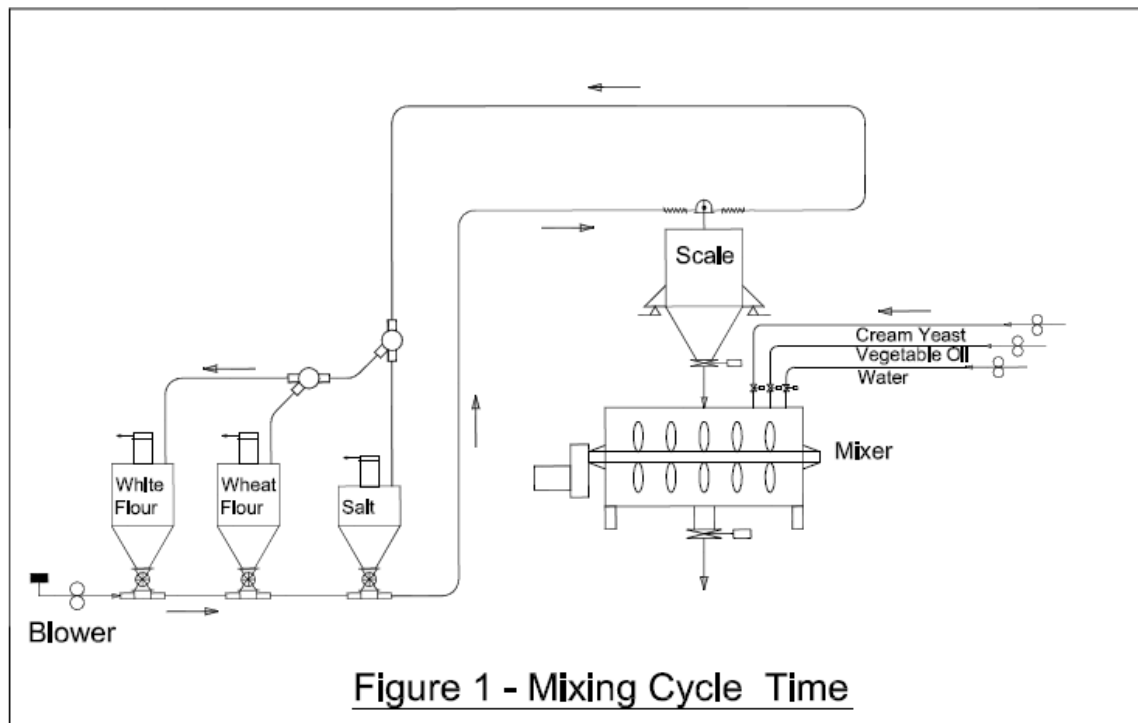 Scale
Cream Yeast
Vegetable Oil
Water
Mixer
White
Flour
Wheat
Flour
Salt
Blower
Figure 1 - Mixing Cycle Time